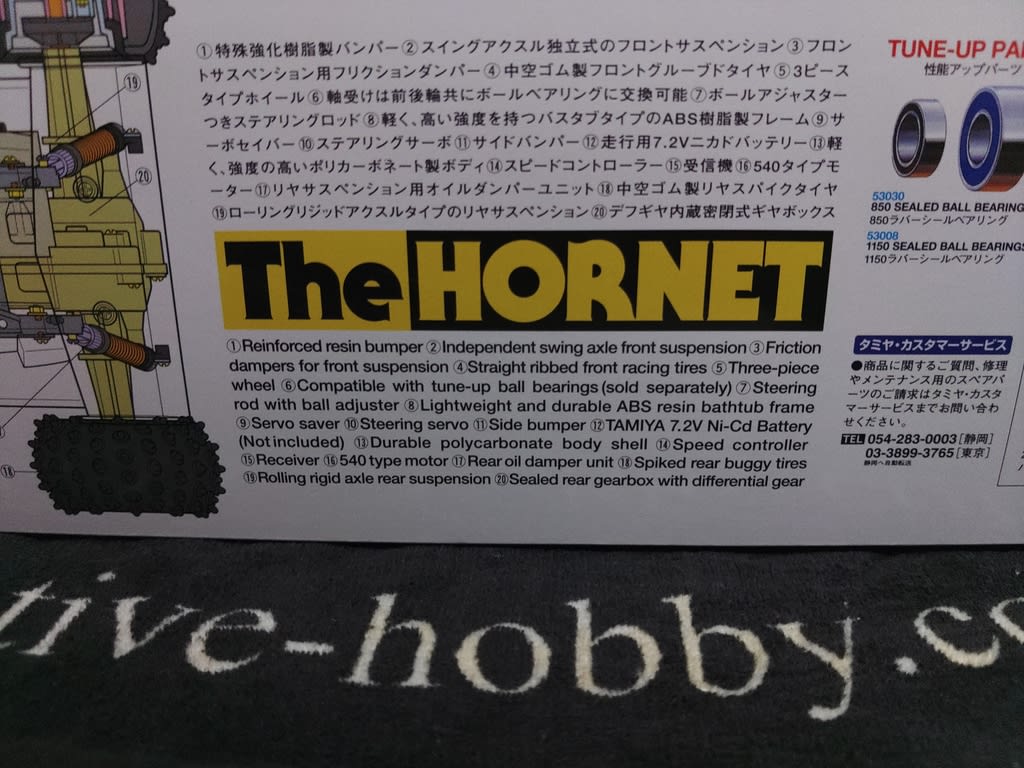 ①特殊強化樹脂製バンパー②スイングアクスル独立式のフロントサスペンション③フロン
トサスペンション用フリクションダンパー④中空ゴム製フロントグルーブドタイヤ⑤3ピース
タイプホイール⑥軸受けは前後輪共にボールベアリングに交換可能⑦ボールアジャスター
つきステアリングロッド⑧軽く、高い強度を持つバスタブタイプのABS樹脂製フレーム⑨サ
ーボセイバー⑩ステアリングサーボ⑪サイドバンパー⑫走行用7.2Vニカドバッテリー⑬軽
く、強度の高いポリカーボネート製ボディ⑭スピードコントローラー⑮受信機⑯540タイプモ
ーター⑰リヤサスペンション用オイルダンパーユニット⑱中空ゴム製リヤスパイクタイヤ
⑲ローリングリジッドアクスルタイプのリヤサスペンション⑳デフギヤ内蔵密閉式ギヤボックス
The HORNET
①Reinforced resin bumper ②Independent swing axle front suspension ③Friction
dampers for front suspension ④Straight ribbed front racing tires ⑤Three-piece
wheel ⑥Compatible with tune-up ball bearings (sold separately) ⑦Steering
rod with ball adjuster ⑧Lightweight and durable ABS resin bathtub frame
⑨Servo saver ⑩Steering servo ⑪Side bumper ⑫TAMIYA 7.2V Ni-Cd Battery
(Not included) ⑬Durable polycarbonate body shell ⑭Speed controller
⑮Receiver ⑯540 type motor ⑰Rear oil damper unit ⑱Spiked rear buggy tires
⑲Rolling rigid axle rear suspension ⑳Sealed rear gearbox with differential gear
⑲
⑳
⑱
TUNE-UP PA
性能アップパーツ
53030
850 SEALED BALL BEARING
850ラバーシールベアリング
53008
1150 SEALED BALL BEARINGS
1150ラバーシールベアリング
タミヤ・カスタマーサービス
●商品に関するご質問、修理
やメンテナンス用のスペアパ
ーツのご請求はタミヤ・カスタ
マーサービスまでお問い合わ
せください。
TEL 054-283-0003［静岡］
03-3899-3765［東京］
静岡へ自動転送
tive-hobby.co